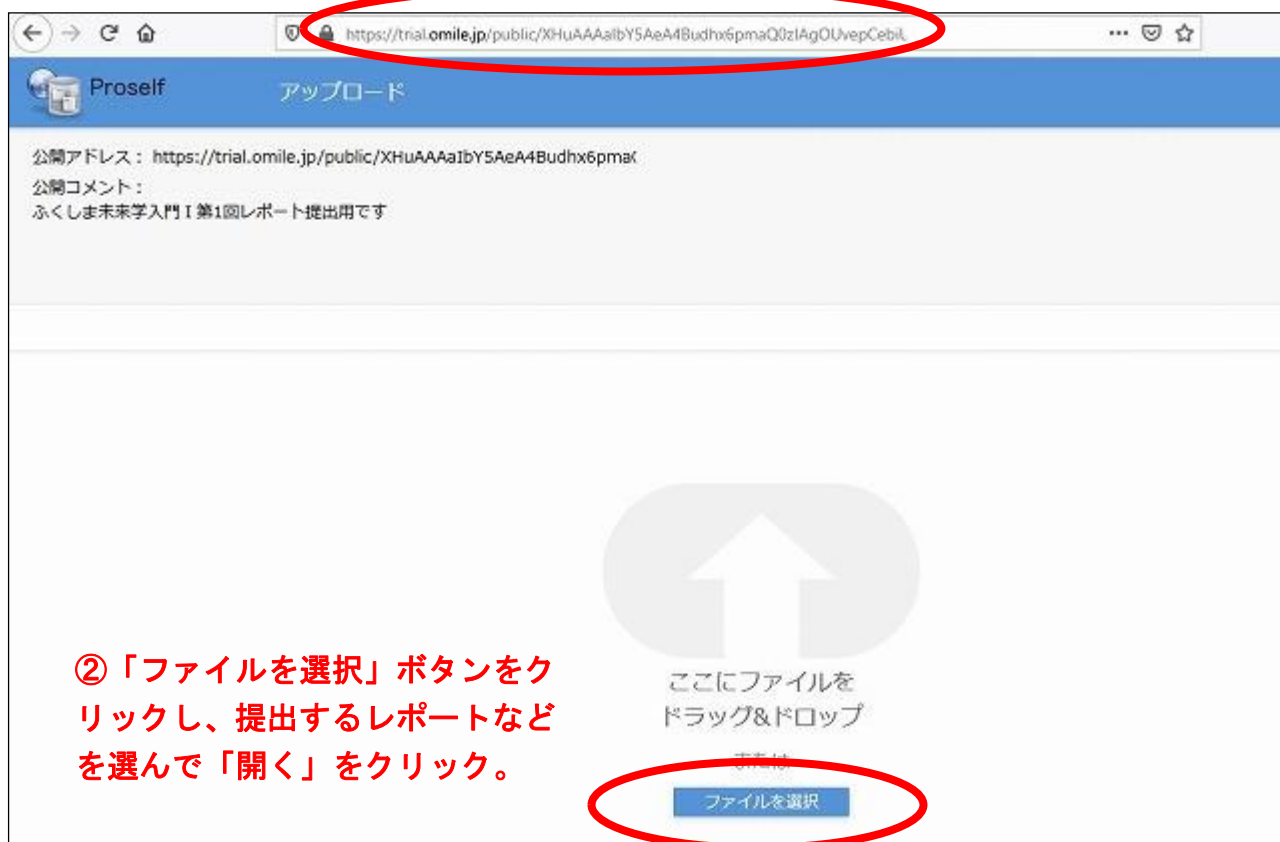 https://trial.omile.jp/public/XHuAAAaIbY5AeA4Budhx6pmaQ0zIAgOUvepCebiL
Proself
アップロード
公開アドレス： https://trial.omile.jp/public/XHuAAAaIbY5AeA4Budhx6pma
公開コメント：
ふくしま未来学入門Ⅰ第1回レポート提出用です
②「ファイルを選択」ボタンをク
リックし、提出するレポートなど
を選んで「開く」をクリック。
ここにファイルを
ドラッグ&ドロップ
または
ファイルを選択